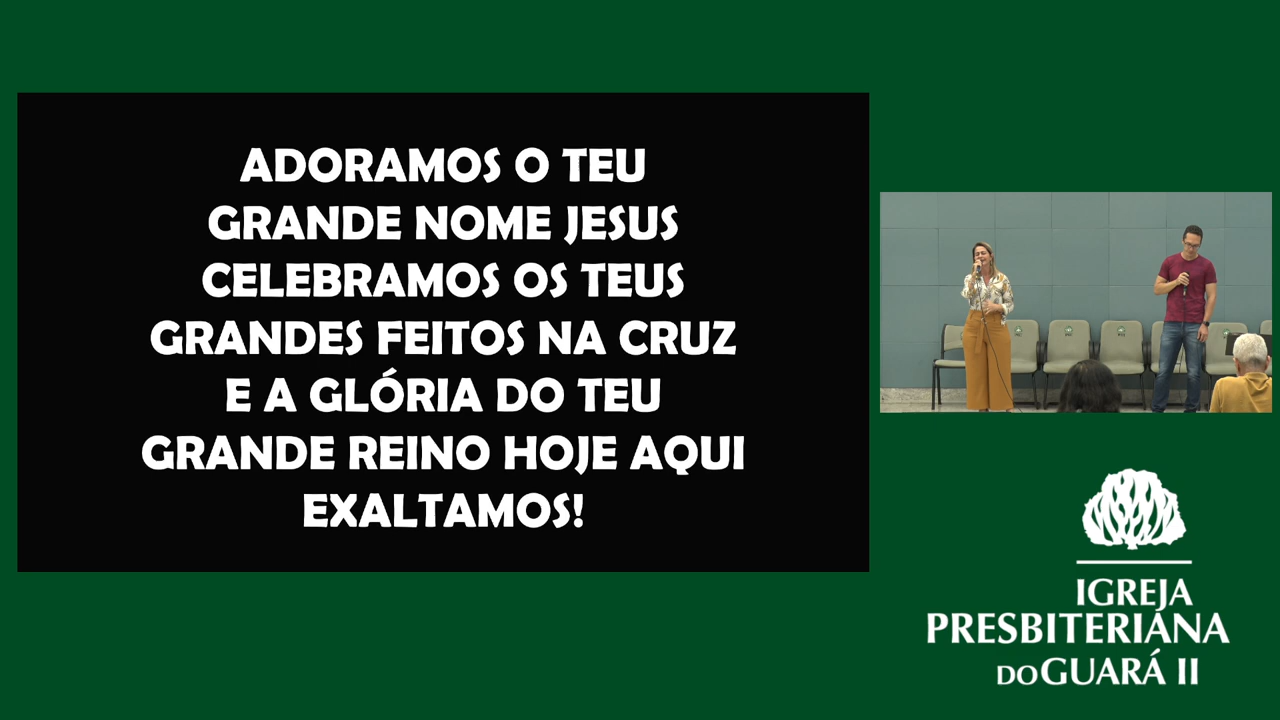 ADORAMOS O TEU
GRANDE NOME JESUS
CELEBRAMOS OS TEUS
GRANDES FEITOS NA CRUZ
E A GLÓRIA DO TEU
GRANDE REINO HOJE AQUI
EXALTAMOS!
IGREJA
PRESBITERIANA
DO GUARÁ II